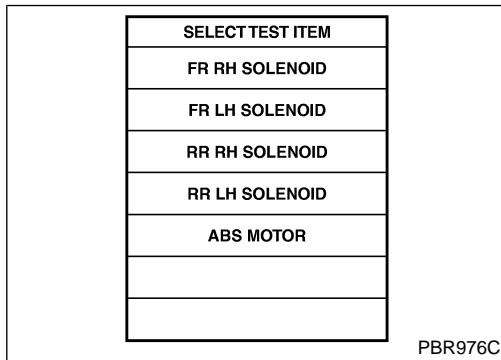 SELECT TEST ITEM
FR RH SOLENOID
FR LH SOLENOID
RR RH SOLENOID
RR LH SOLENOID
ABS MOTOR
PBR976C